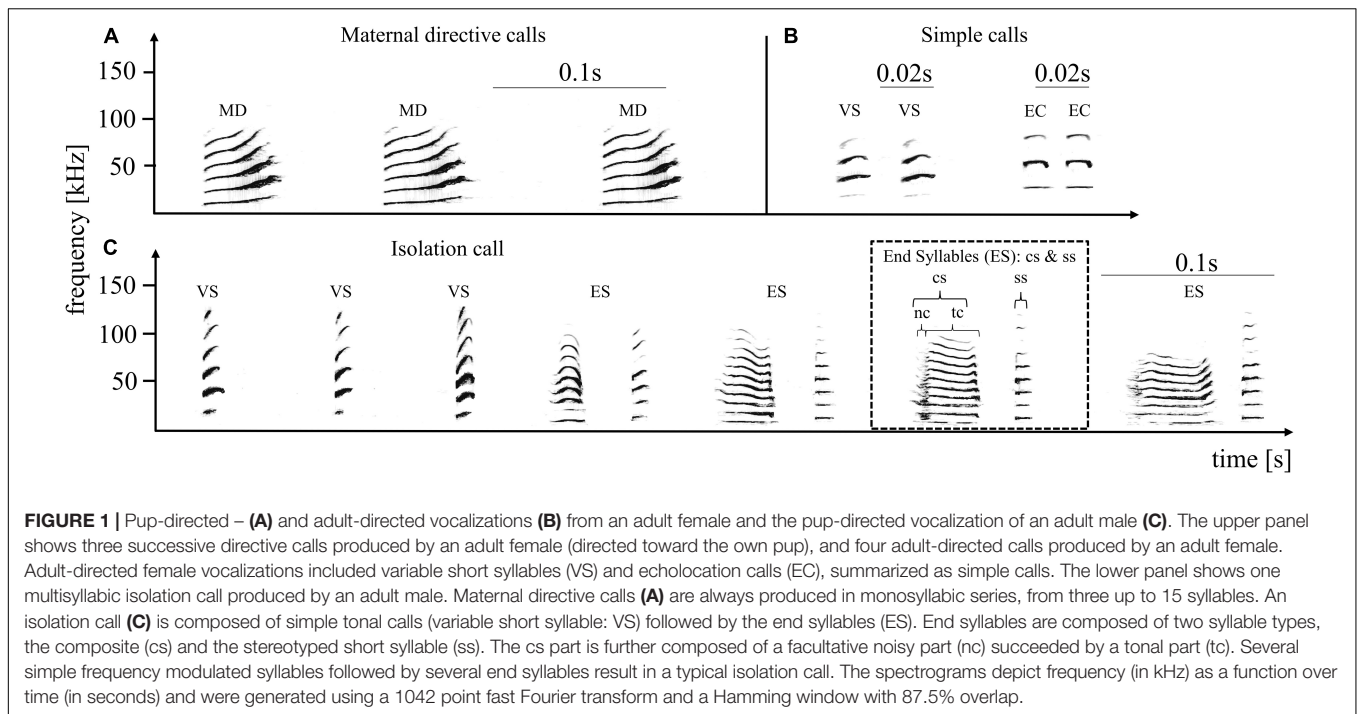 A
Maternal directive calls
B
Simple calls
frequency [kHz]
150
100
50
0.1s
0.02s
0.02s
MD
MD
MD
VS
VS
EC
EC
C
Isolation call
150
100
50
End Syllables (ES): cs & ss
cs
ss
nc
tc
0.1s
VS
VS
VS
ES
ES
ES
time [s]
FIGURE 1 | Pup-directed – (A) and adult-directed vocalizations (B) from an adult female and the pup-directed vocalization of an adult male (C). The upper panel
shows three successive directive calls produced by an adult female (directed toward the own pup), and four adult-directed calls produced by an adult female.
Adult-directed female vocalizations included variable short syllables (VS) and echolocation calls (EC), summarized as simple calls. The lower panel shows one
multisyllabic isolation call produced by an adult male. Maternal directive calls (A) are always produced in monosyllabic series, from three up to 15 syllables. An
isolation call (C) is composed of simple tonal calls (variable short syllable: VS) followed by the end syllables (ES). End syllables are composed of two syllable types,
the composite (cs) and the stereotyped short syllable (ss). The cs part is further composed of a facultative noisy part (nc) succeeded by a tonal part (tc). Several
simple frequency modulated syllables followed by several end syllables result in a typical isolation call. The spectrograms depict frequency (in kHz) as a function over
time (in seconds) and were generated using a 1042 point fast Fourier transform and a Hamming window with 87.5% overlap.